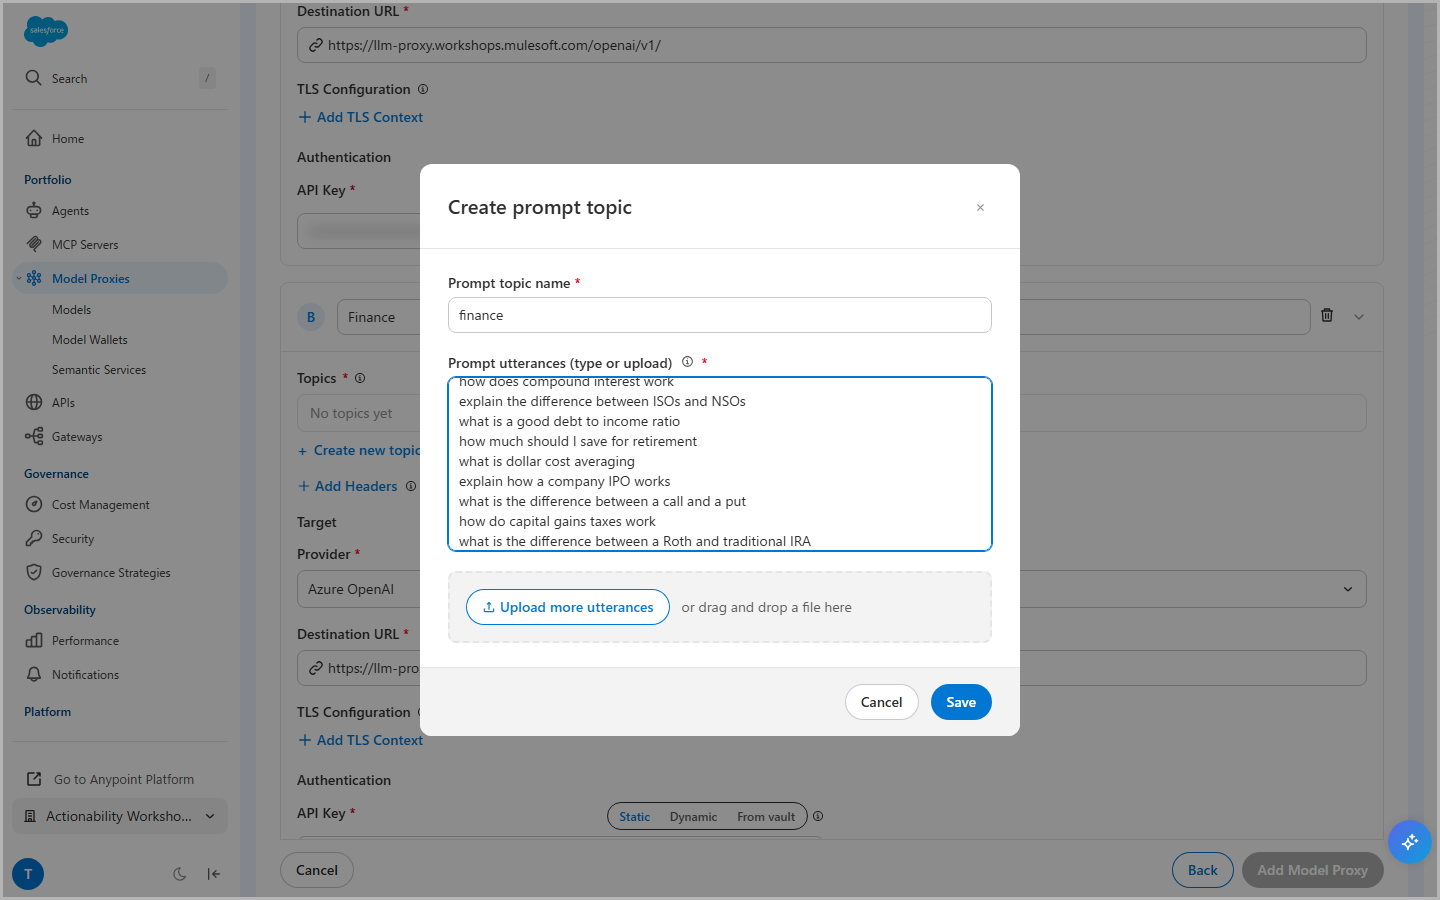 salesforce
Search
/
Home
Portfolio
Agents
MCP Servers
Model Proxies
Models
Model Wallets
Semantic Services
APIs
Gateways
Governance
Cost Management
Security
Governance Strategies
Observability
Performance
Notifications
Platform
Go to Anypoint Platform
Actionability Worksho...
T
Destination URL *
https://llm-proxy.workshops.mulesoft.com/openai/v1/
TLS Configuration
+ Add TLS Context
Authentication
API Key *
B
Finance
Topics *
No topics yet
+ Create new topic
+ Add Headers
Target
Provider *
Azure OpenAI
Destination URL *
https://llm-pro
TLS Configuration
+ Add TLS Context
Authentication
API Key *
Static Dynamic From vault
Cancel
Back
Add Model Proxy
Create prompt topic
×
Prompt topic name *
finance
Prompt utterances (type or upload) *
how does compound interest work
explain the difference between ISOs and NSOs
what is a good debt to income ratio
how much should I save for retirement
what is dollar cost averaging
explain how a company IPO works
what is the difference between a call and a put
how do capital gains taxes work
what is the difference between a Roth and traditional IRA
Upload more utterances or drag and drop a file here
Cancel
Save